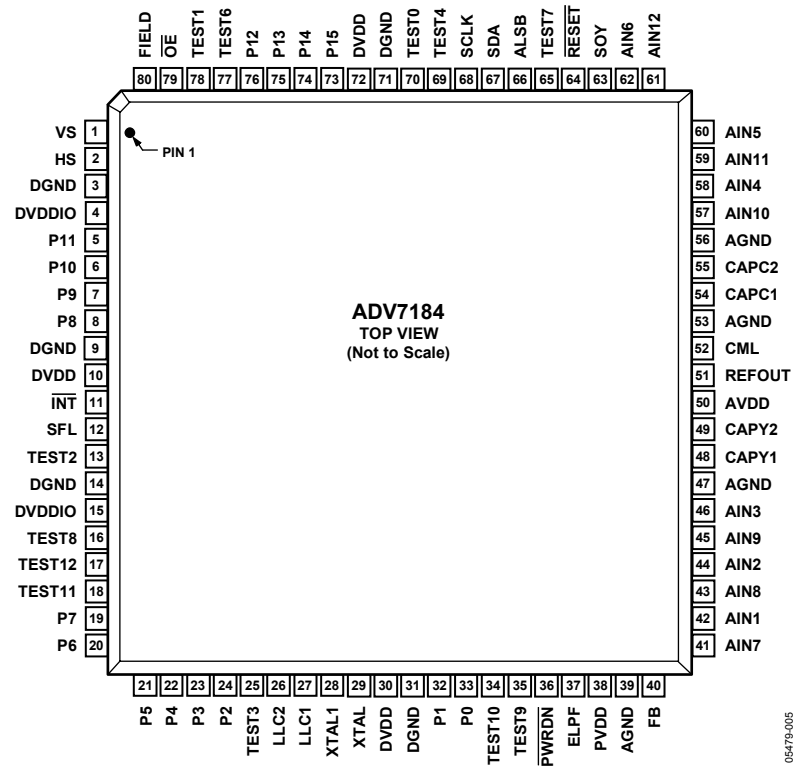 FIELD
OE
TEST1
TEST6
P12
P13
P14
P15
DVDD
DGND
TEST0
TEST4
SCLK
SDA
ALSB
TEST7
RESET
SOY
AIN6
AIN12
80 79 78 77 76 75 74 73 72 71 70 69 68 67 66 65 64 63 62 61
VS 1
HS 2
DGND 3
DVDDIO 4
P11 5
P10 6
P9 7
P8 8
DGND 9
DVDD 10
INT 11
SFL 12
TEST2 13
DGND 14
DVDDIO 15
TEST8 16
TEST12 17
TEST11 18
P7 19
P6 20
PIN 1
ADV7184
TOP VIEW
(Not to Scale)
60 AIN5
59 AIN11
58 AIN4
57 AIN10
56 AGND
55 CAPC2
54 CAPC1
53 AGND
52 CML
51 REFOUT
50 AVDD
49 CAPY2
48 CAPY1
47 AGND
46 AIN3
45 AIN9
44 AIN2
43 AIN8
42 AIN1
41 AIN7
21 22 23 24 25 26 27 28 29 30 31 32 33 34 35 36 37 38 39 40
P5
P4
P3
P2
TEST3
LLC2
LLC1
XTAL1
XTAL
DVDD
DGND
P1
P0
TEST10
TEST9
PWRDN
ELPF
PVDD
AGND
FB
05479-005